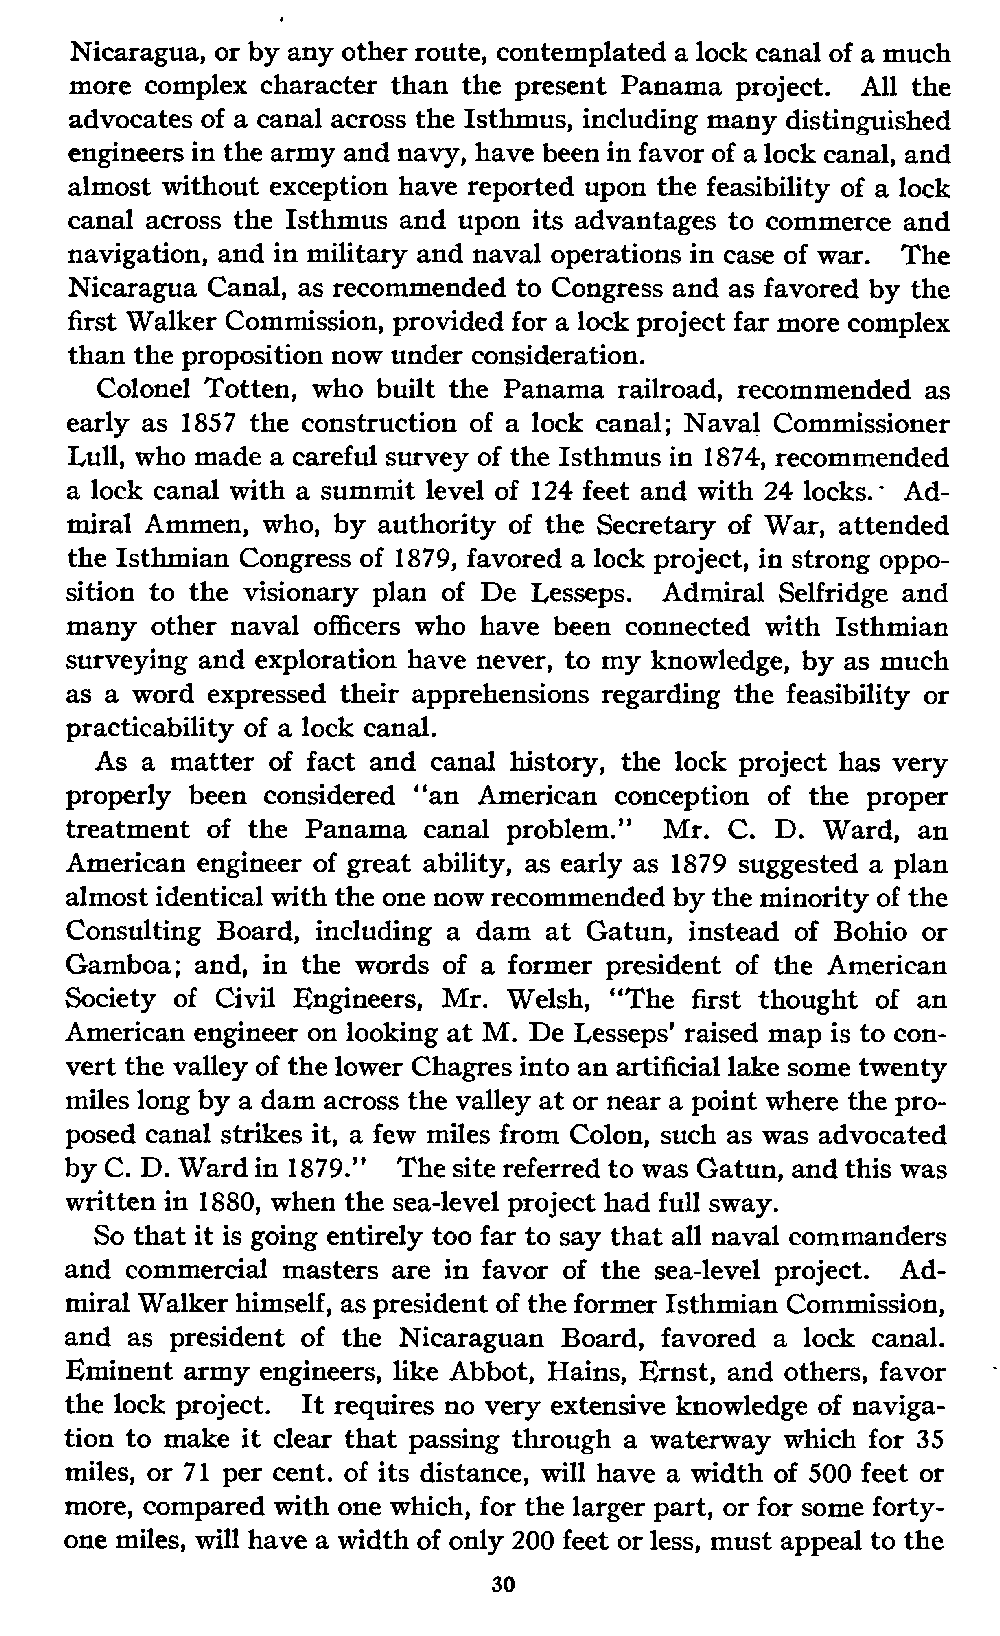 Nicaragua, or by any other route, contemplated a lock canal of a much
more complex character than the present Panama project. All the
advocates of a canal across the Isthmus, including many distinguished
engineers in the army and navy, have been in favor of a lock canal, and
almost without exception have reported upon the feasibility of a lock
canal across the Isthmus and upon its advantages to commerce and
navigation, and in military and naval operations in case of war. The
Nicaragua Canal, as recommended to Congress and as favored by the
first Walker Commission, provided for a lock project far more complex
than the proposition now under consideration.
Colonel Totten, who built the Panama railroad, recommended as
early as 1857 the construction of a lock canal; Naval Commissioner
Lull, who made a careful survey of the Isthmus in 1874, recommended
a lock canal with a summit level of 124 feet and with 24 locks. Ad-
miral Ammen, who, by authority of the Secretary of War, attended
the Isthmian Congress of 1879, favored a lock project, in strong oppo-
sition to the visionary plan of De Lesseps. Admiral Selfridge and
many other naval officers who have been connected with Isthmian
surveying and exploration have never, to my knowledge, by as much
as a word expressed their apprehensions regarding the feasibility or
practicability of a lock canal.
As a matter of fact and canal history, the lock project has very
properly been considered "an American conception of the proper
treatment of the Panama canal problem." Mr. C. D. Ward, an
American engineer of great ability, as early as 1879 suggested a plan
almost identical with the one now recommended by the minority of the
Consulting Board, including a dam at Gatun, instead of Bohio or
Gamboa; and, in the words of a former president of the American
Society of Civil Engineers, Mr. Welsh, "The first thought of an
American engineer on looking at M. De Lesseps' raised map is to con-
vert the valley of the lower Chagres into an artificial lake some twenty
miles long by a dam across the valley at or near a point where the pro-
posed canal strikes it, a few miles from Colon, such as was advocated
by C. D. Ward in 1879." The site referred to was Gatun, and this was
written in 1880, when the sea-level project had full sway.
So that it is going entirely too far to say that all naval commanders
and commercial masters are in favor of the sea-level project. Ad-
miral Walker himself, as president of the former Isthmian Commission,
and as president of the Nicaraguan Board, favored a lock canal.
Eminent army engineers, like Abbot, Hains, Ernst, and others, favor
the lock project. It requires no very extensive knowledge of naviga-
tion to make it clear that passing through a waterway which for 35
miles, or 71 per cent. of its distance, will have a width of 500 feet or
more, compared with one which, for the larger part, or for some forty-
one miles, will have a width of only 200 feet or less, must appeal to the
30